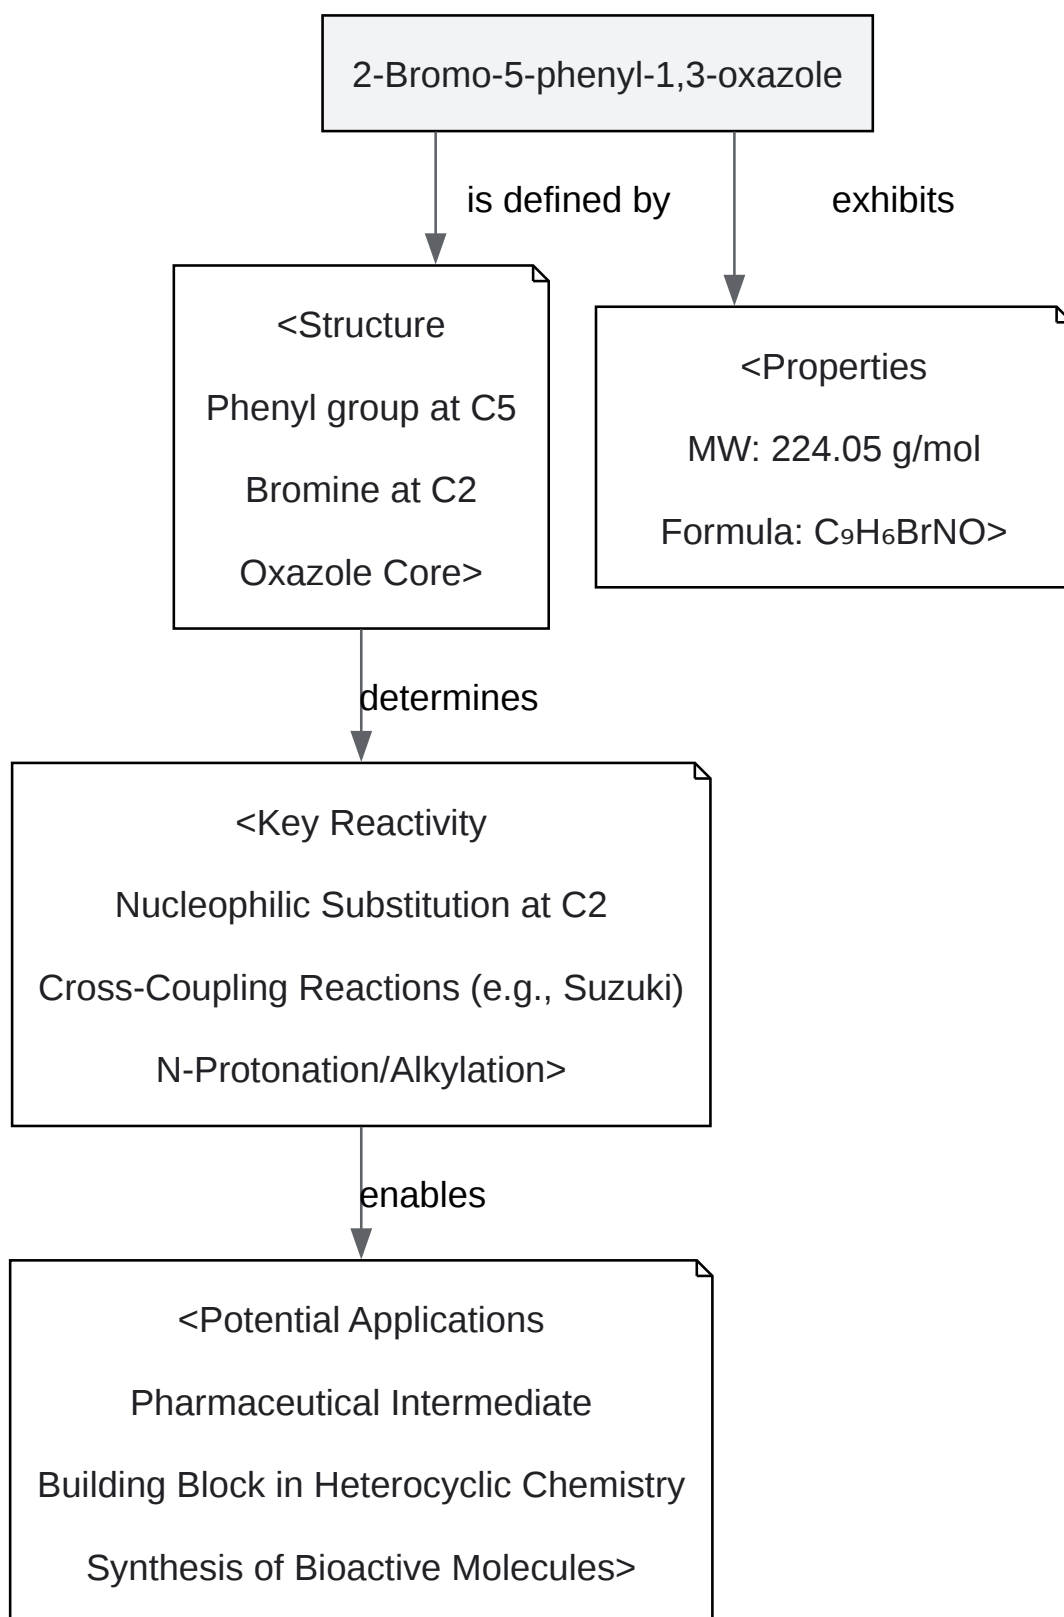 2-Bromo-5-phenyl-1,3-oxazole
is defined by
exhibits
<Structure
Phenyl group at C5
Bromine at C2
Oxazole Core>
<Properties
MW: 224.05 g/mol
Formula: C₉H₆BrNO>
determines
<Key Reactivity
Nucleophilic Substitution at C2
Cross-Coupling Reactions (e.g., Suzuki)
N-Protonation/Alkylation>
enables
<Potential Applications
Pharmaceutical Intermediate
Building Block in Heterocyclic Chemistry
Synthesis of Bioactive Molecules>